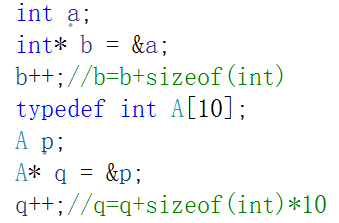 int a;
int* b = &a;
b++;//b=b+sizeof(int)
typedef int A[10];
A p;
A* q = &p;
q++;//q=q+sizeof(int)*10